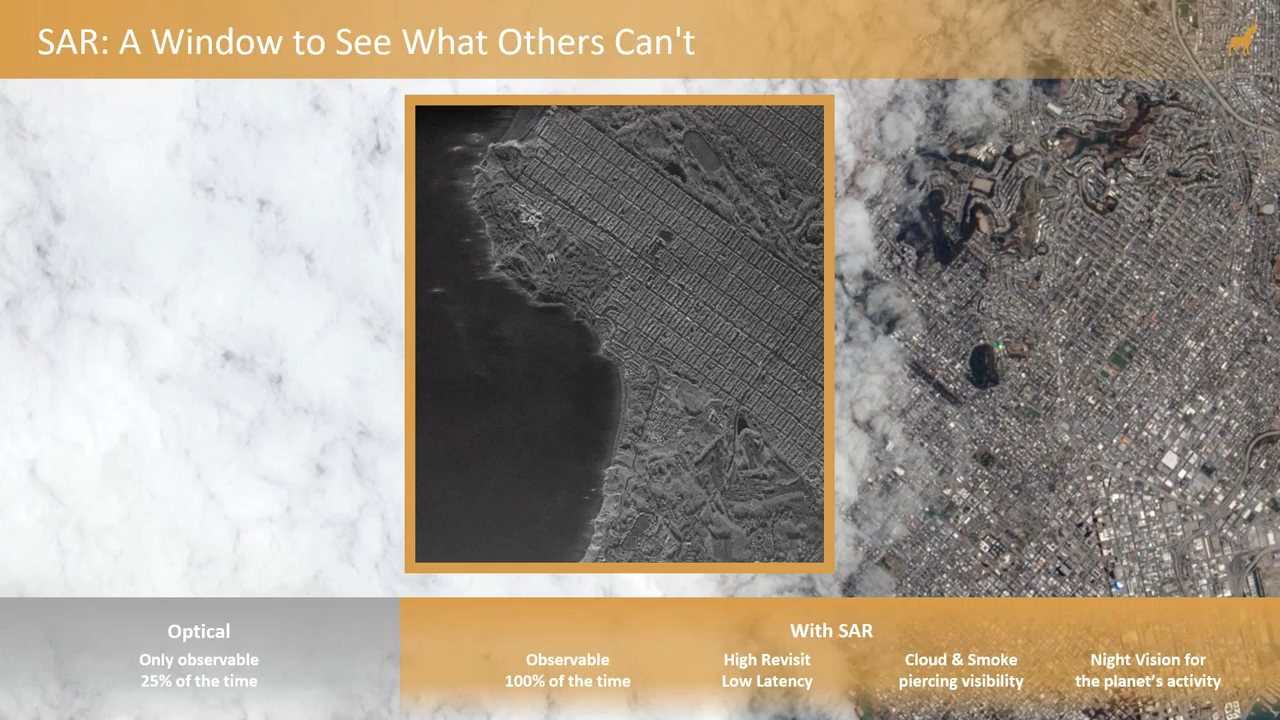 SAR: A Window to See What Others Can't
Optical
Only observable
25% of the time
With SAR
Observable
100% of the time
High Revisit
Low Latency
Cloud & Smoke
piercing visibility
Night Vision for
the planet’s activity